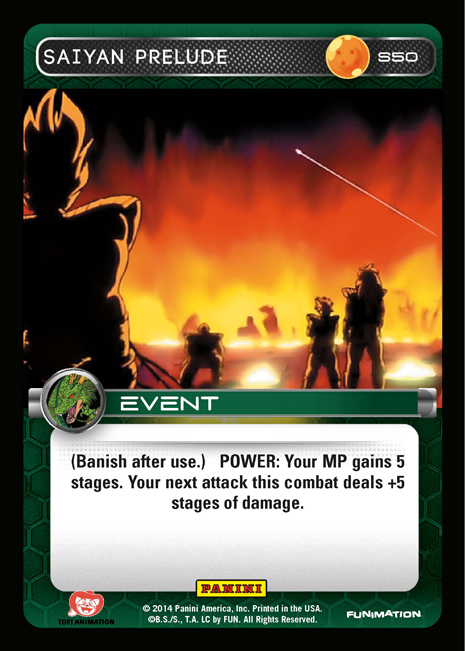 SAIYAN PRELUDE S50
EVENT
(Banish after use.) POWER: Your MP gains 5
stages. Your next attack this combat deals +5
stages of damage.
PANINI
TOEI ANIMATION
© 2014 Panini America, Inc. Printed in the USA.
©B.S./S., T.A. LC by FUN. All Rights Reserved.
FUNIMATION